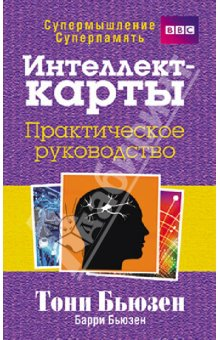 Супермышление
Суперпамять
BBC
Интеллект-
карты
Практическое
руководство
Тони Бьюзен
Барри Бьюзен